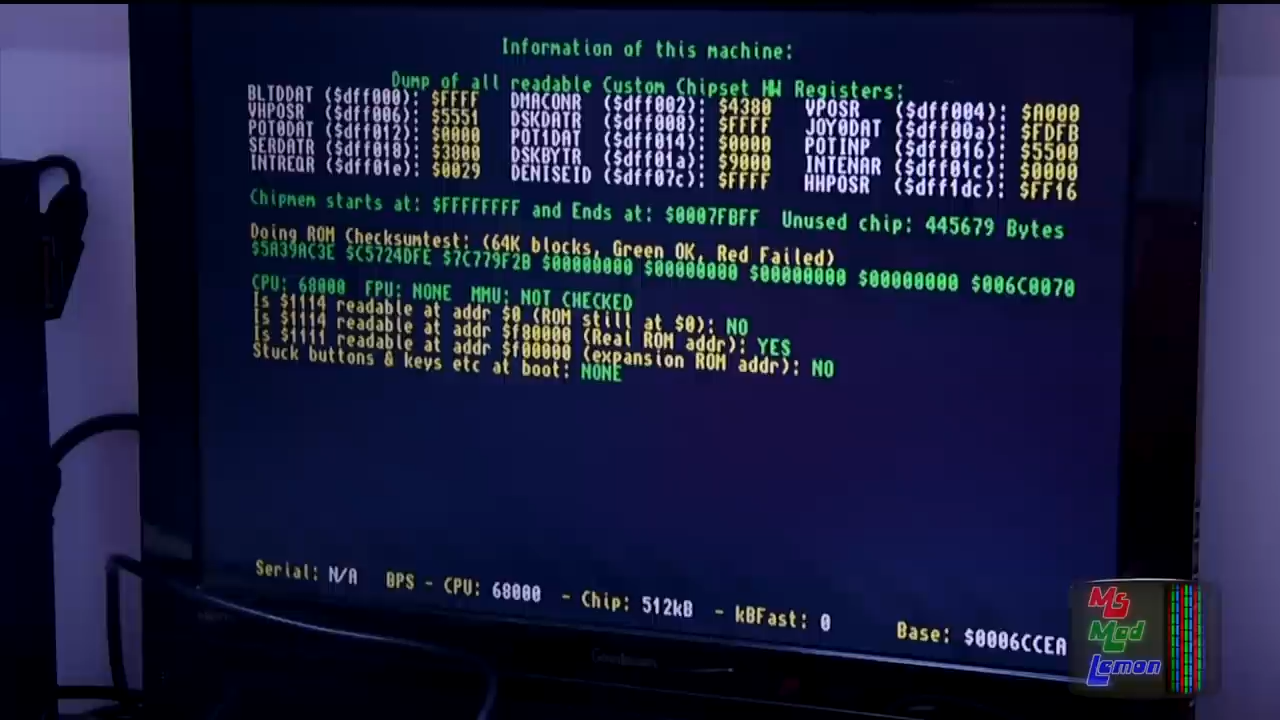 Information of this machine:
Dump of all readable Custom Chipset HW Registers:
BLTDDAT ($dff000): $FFFF DMACONR ($dff002): $4380 VPOSR ($dff004): $A000
VHPOSR ($dff006): $5551 DSKDATR ($dff008): $FFFF JOY0DAT ($dff00a): $FDFB
POT0DAT ($dff012): $0000 POT1DAT ($dff014): $0000 POTINP ($dff016): $5500
SERDATR ($dff018): $3800 DSKBYTR ($dff01a): $9000 INTENAR ($dff01c): $0000
INTREQR ($dff01e): $0029 DENISEID ($dff07c): $FFFF HHPOSR ($dff1dc): $FF16
Chipmem starts at: $FFFFFFFF and Ends at: $0007FBFF Unused chip: 445679 Bytes
Doing ROM Checksumtest: (64K blocks, Green OK, Red Failed)
$5A39AC3E $C5724DFE $7C779F2B $00000000 $00000000 $00000000 $00000000 $006C0070
CPU: 68000 FPU: NONE MMU: NOT CHECKED
Is $1114 readable at addr $0 (ROM still at $0): NO
Is $1114 readable at addr $f80000 (Real ROM addr): YES
Is $1111 readable at addr $f00000 (expansion ROM addr): NO
Stuck buttons & keys etc at boot: NONE
Serial: N/A BPS - CPU: 68000 - Chip: 512kB - kBFast: 0 Base: $0006CCEA
Ms
Mad
Lemon